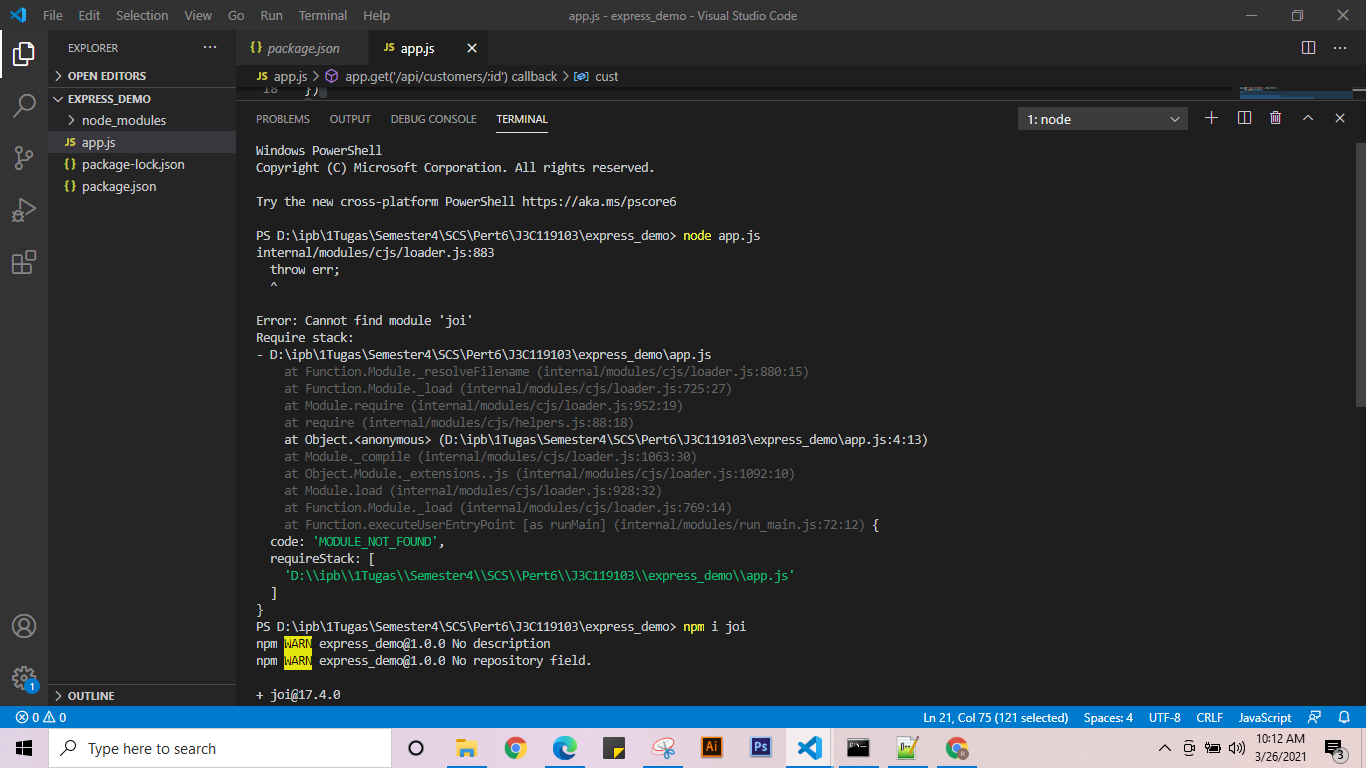 File Edit Selection View Go Run Terminal Help
app.js - express_demo - Visual Studio Code
EXPLORER
OPEN EDITORS
EXPRESS_DEMO
node_modules
JS app.js
{} package-lock.json
{} package.json
OUTLINE
{} package.json
JS app.js
JS app.js > app.get('/api/customers/:id') callback > cust
18 })
PROBLEMS OUTPUT DEBUG CONSOLE TERMINAL
1: node
Windows PowerShell
Copyright (C) Microsoft Corporation. All rights reserved.
Try the new cross-platform PowerShell https://aka.ms/pscore6
PS D:\ipb\1Tugas\Semester4\SCS\Pert6\J3C119103\express_demo> node app.js
internal/modules/cjs/loader.js:883
throw err;
^
Error: Cannot find module 'joi'
Require stack:
- D:\ipb\1Tugas\Semester4\SCS\Pert6\J3C119103\express_demo\app.js
at Function.Module._resolveFilename (internal/modules/cjs/loader.js:880:15)
at Function.Module._load (internal/modules/cjs/loader.js:725:27)
at Module.require (internal/modules/cjs/loader.js:952:19)
at require (internal/modules/cjs/helpers.js:88:18)
at Object.<anonymous> (D:\ipb\1Tugas\Semester4\SCS\Pert6\J3C119103\express_demo\app.js:4:13)
at Module._compile (internal/modules/cjs/loader.js:1063:30)
at Object.Module._extensions..js (internal/modules/cjs/loader.js:1092:10)
at Module.load (internal/modules/cjs/loader.js:928:32)
at Function.Module._load (internal/modules/cjs/loader.js:769:14)
at Function.executeUserEntryPoint [as runMain] (internal/modules/run_main.js:72:12) {
code: 'MODULE_NOT_FOUND',
requireStack: [
'D:\\ipb\\1Tugas\\Semester4\\SCS\\Pert6\\J3C119103\\express_demo\\app.js'
]
}
PS D:\ipb\1Tugas\Semester4\SCS\Pert6\J3C119103\express_demo> npm i joi
npm WARN express_demo@1.0.0 No description
npm WARN express_demo@1.0.0 No repository field.
+ joi@17.4.0
1
0 0
Ln 21, Col 75 (121 selected) Spaces: 4 UTF-8 CRLF JavaScript
Type here to search
Ai
Ps
10:12 AM
3/26/2021
3